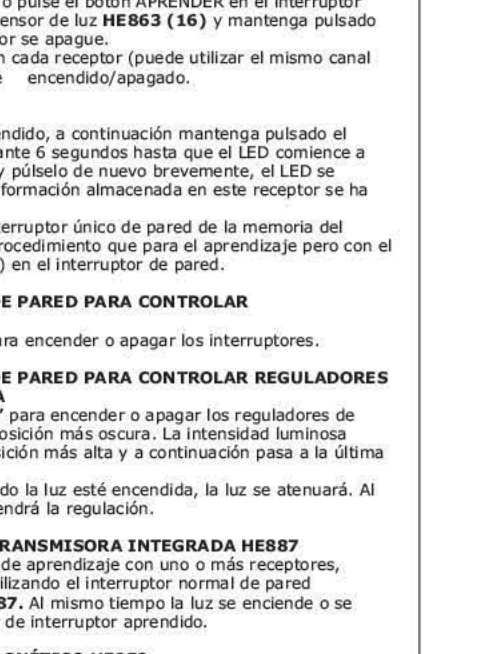 o pulse el botón APRENDER en el interruptor
ensor de luz HE863 (16) y mantenga pulsado
or se apague.
n cada receptor (puede utilizar el mismo canal
e encendido/apagado.
endido, a continuación mantenga pulsado el
ante 6 segundos hasta que el LED comience a
y púlselo de nuevo brevemente, el LED se
formación almacenada en este receptor se ha
terruptor único de pared de la memoria del
rocedimiento que para el aprendizaje pero con el
) en el interruptor de pared.
DE PARED PARA CONTROLAR
ara encender o apagar los interruptores.
DE PARED PARA CONTROLAR REGULADORES
A
" para encender o apagar los reguladores de
osición más oscura. La intensidad luminosa
sición más alta y a continuación pasa a la última
do la luz esté encendida, la luz se atenuará. Al
endrá la regulación.
RANSMISORA INTEGRADA HE887
de aprendizaje con uno o más receptores,
ilizando el interruptor normal de pared
87. Al mismo tiempo la luz se enciende o se
de interruptor aprendido.